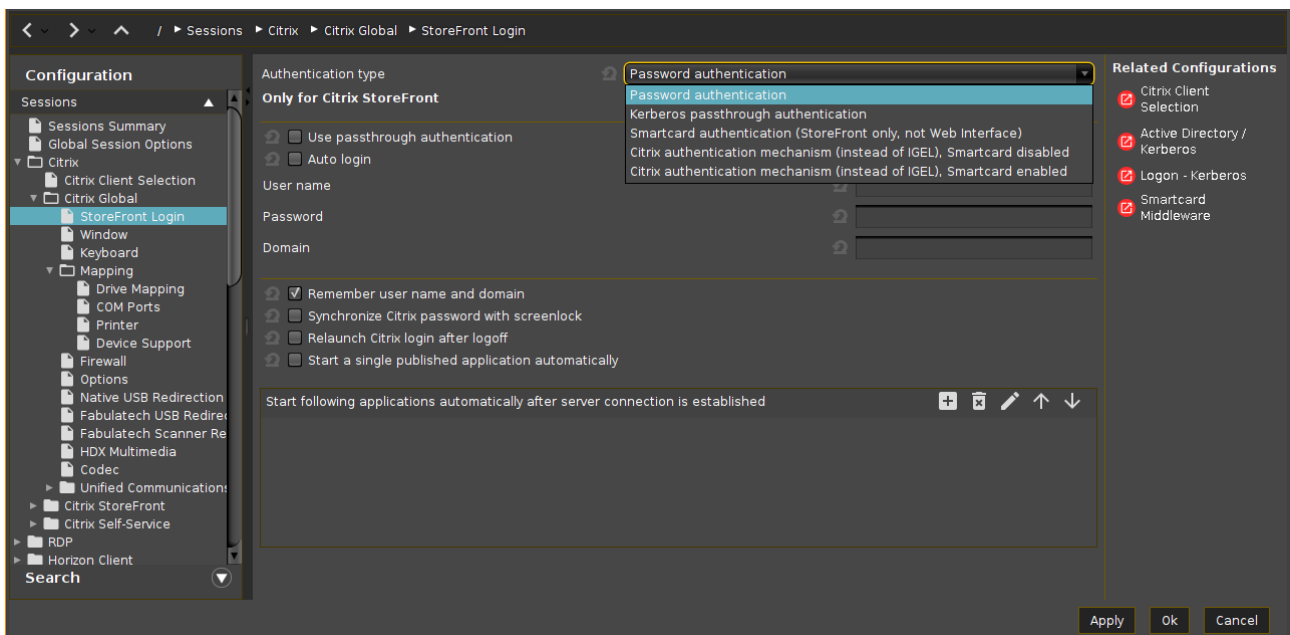 / Sessions Citrix Citrix Global StoreFront Login
Configuration
Sessions
Sessions Summary
Global Session Options
Citrix
Citrix Client Selection
Citrix Global
StoreFront Login
Window
Keyboard
Mapping
Drive Mapping
COM Ports
Printer
Device Support
Firewall
Options
Native USB Redirection
Fabulatech USB Redirec
Fabulatech Scanner Re
HDX Multimedia
Codec
Unified Communications
Citrix StoreFront
Citrix Self-Service
RDP
Horizon Client
Search
Authentication type
Password authentication
Password authentication
Kerberos passthrough authentication
Smartcard authentication (StoreFront only, not Web Interface)
Citrix authentication mechanism (instead of IGEL), Smartcard disabled
Citrix authentication mechanism (instead of IGEL), Smartcard enabled
Only for Citrix StoreFront
Use passthrough authentication
Auto login
User name
Password
Domain
Remember user name and domain
Synchronize Citrix password with screenlock
Relaunch Citrix login after logoff
Start a single published application automatically
Start following applications automatically after server connection is established
Related Configurations
Citrix Client
Selection
Active Directory /
Kerberos
Logon - Kerberos
Smartcard
Middleware
Apply Ok Cancel